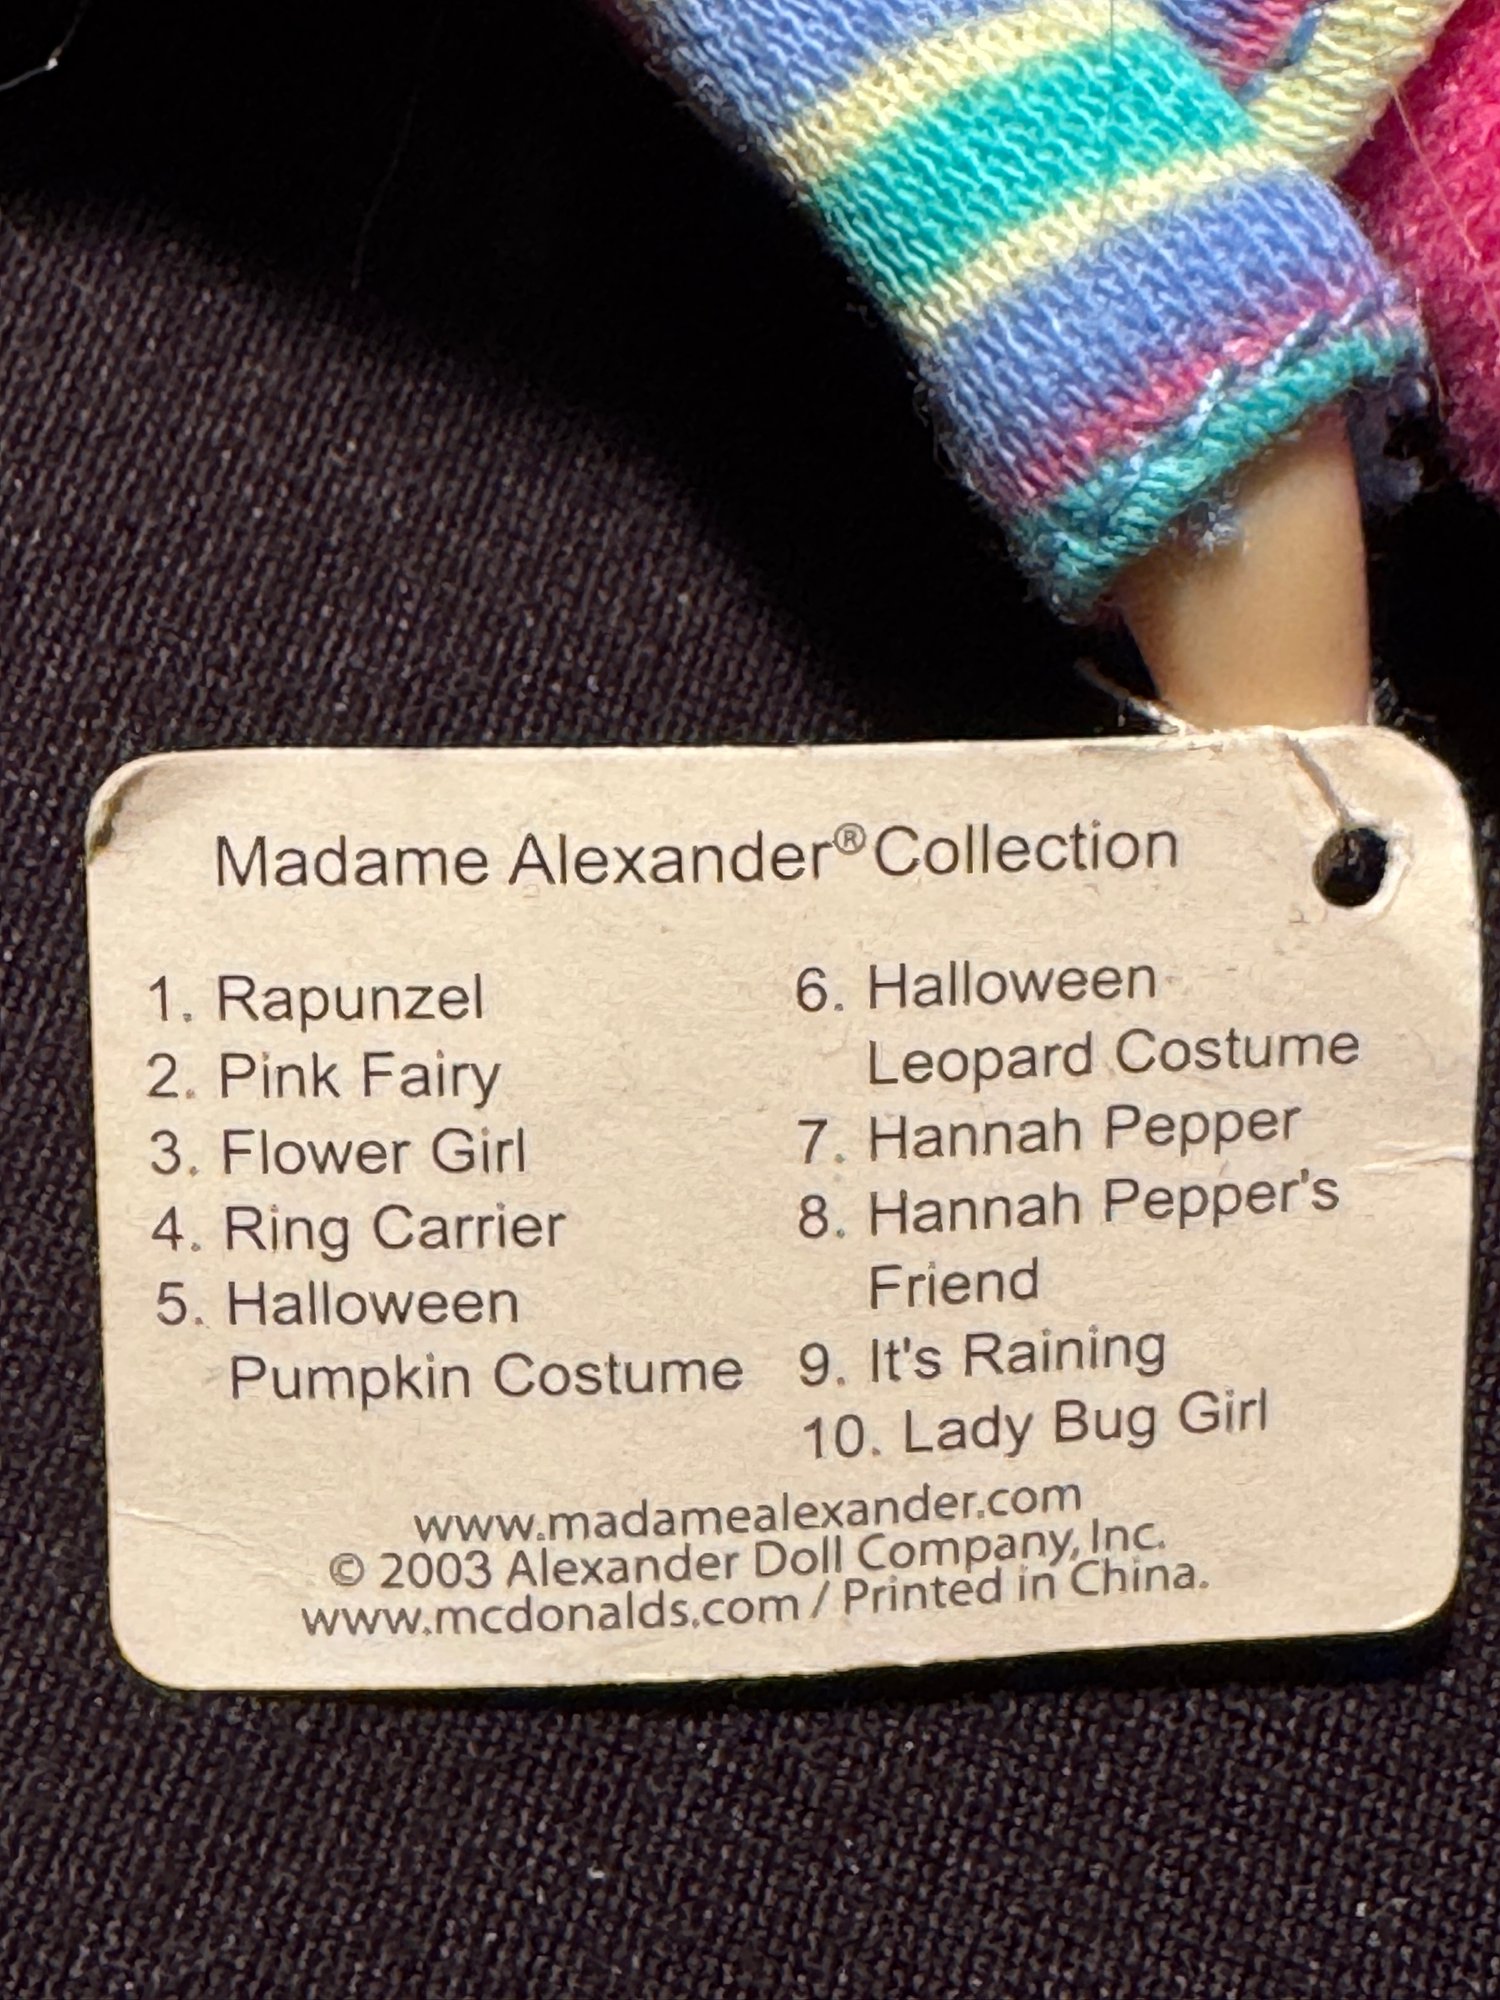 Madame Alexander® Collection
1. Rapunzel
2. Pink Fairy
3. Flower Girl
4. Ring Carrier
5. Halloween
Pumpkin Costume
6. Halloween
Leopard Costume
7. Hannah Pepper
8. Hannah Pepper's
Friend
9. It's Raining
10. Lady Bug Girl
www.madamealexander.com
© 2003 Alexander Doll Company, Inc.
www.mcdonalds.com / Printed in China.